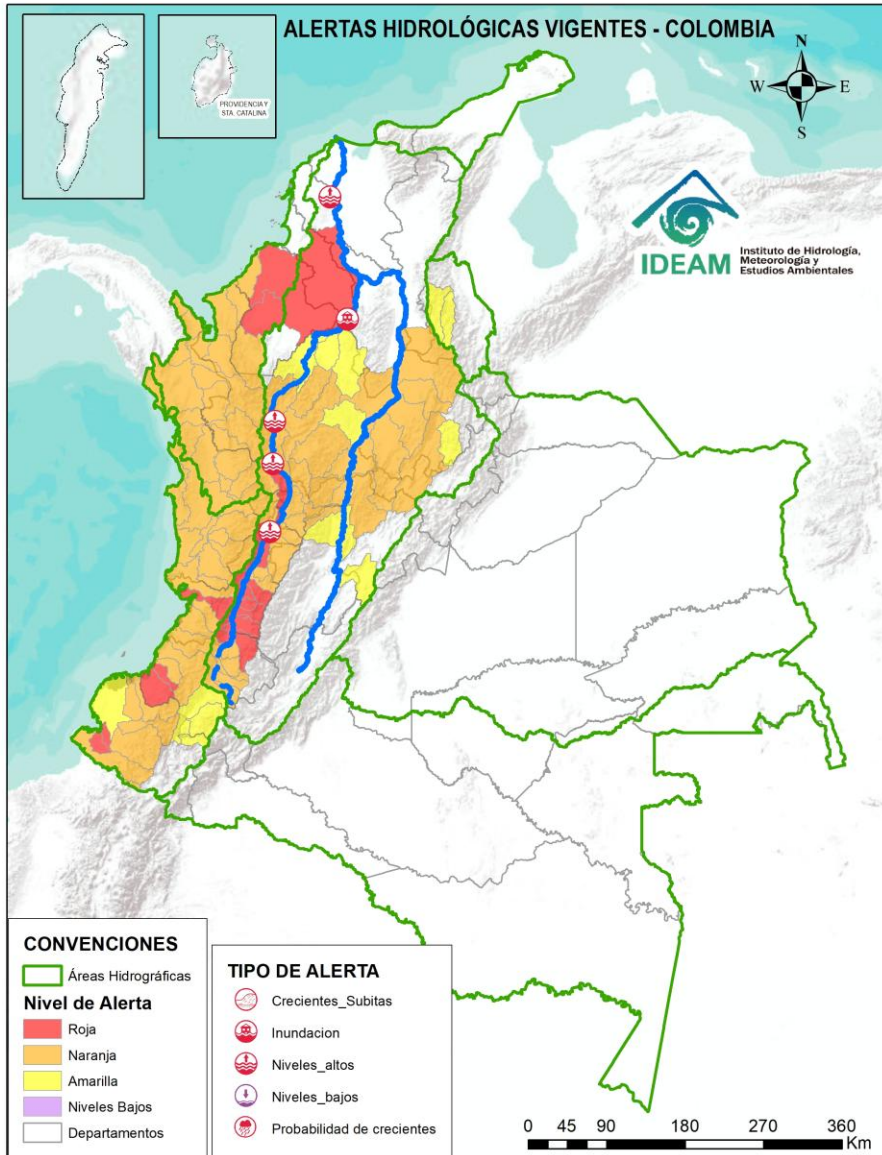 ALERTAS HIDROLÓGICAS VIGENTES - COLOMBIA
PROVIDENCIA Y
STA. CATALINA
N
W
E
S
IDEAM
Instituto de Hidrología,
Meteorología y
Estudios Ambientales
CONVENCIONES
Áreas Hidrográficas
Nivel de Alerta
Roja
Naranja
Amarilla
Niveles Bajos
Departamentos
TIPO DE ALERTA
Crecientes_Subitas
Inundacion
Niveles_altos
Niveles_bajos
Probabilidad de crecientes
0 45 90 180 270 360
Km